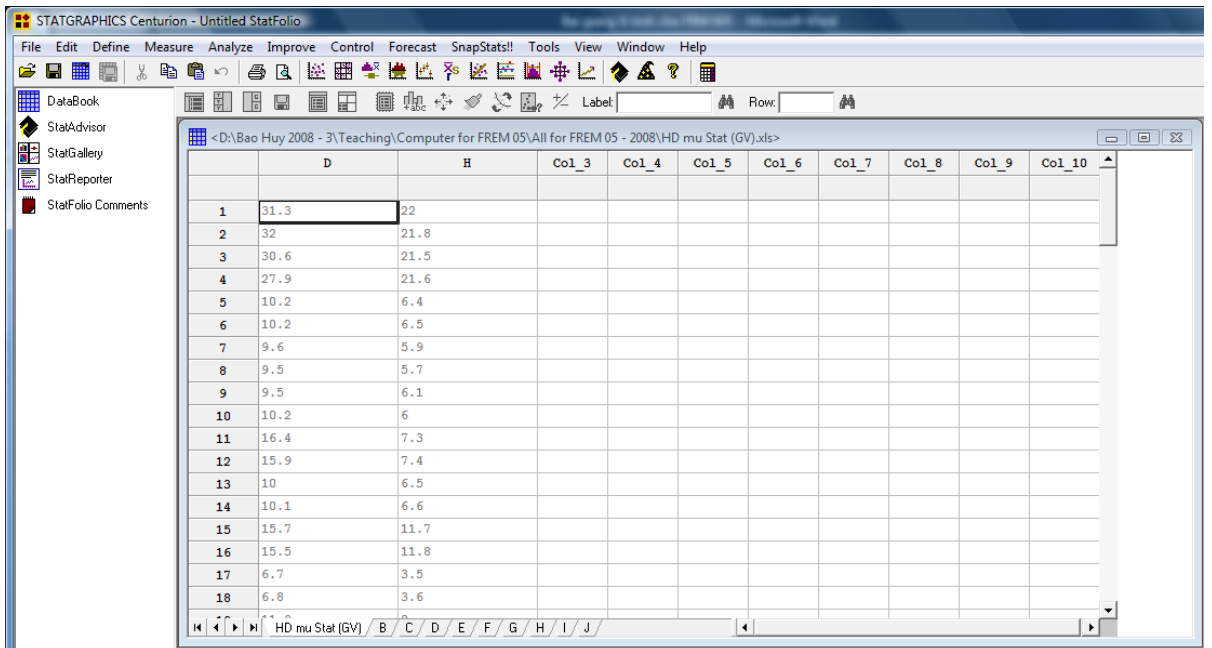 STATGRAPHICS Centurion - Untitled StatFolio
File Edit Define Measure Analyze Improve Control Forecast SnapStats!! Tools View Window Help
Label: Row:
DataBook
StatAdvisor
StatGallery
StatReporter
StatFolio Comments
<D:\Bao Huy 2008 - 3\Teaching\Computer for FREM 05\All for FREM 05 - 2008\HD mu Stat (GV).xls>
D H Col_3 Col_4 Col_5 Col_6 Col_7 Col_8 Col_9 Col_10
1 31.3 22
2 32 21.8
3 30.6 21.5
4 27.9 21.6
5 10.2 6.4
6 10.2 6.5
7 9.6 5.9
8 9.5 5.7
9 9.5 6.1
10 10.2 6
11 16.4 7.3
12 15.9 7.4
13 10 6.5
14 10.1 6.6
15 15.7 11.7
16 15.5 11.8
17 6.7 3.5
18 6.8 3.6
HD mu Stat (GV) B C D E F G H I J